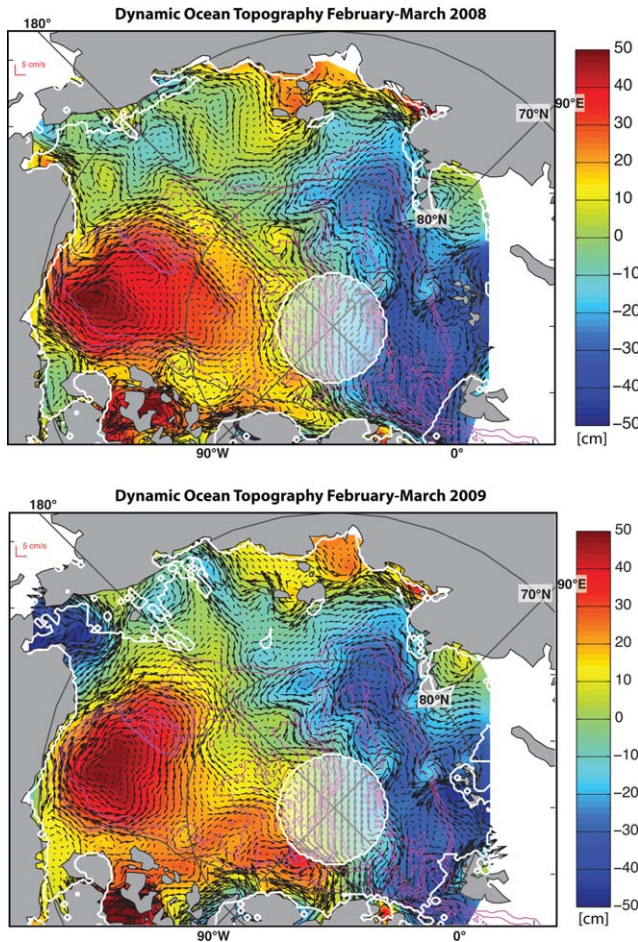 Dynamic Ocean Topography February-March 2008
180°
5 cm/s
70°N
90°E
80°N
90°W
0°
50
40
30
20
10
0
−10
−20
−30
−40
−50
[cm]
Dynamic Ocean Topography February-March 2009
180°
5 cm/s
70°N
90°E
80°N
90°W
0°
50
40
30
20
10
0
−10
−20
−30
−40
−50
[cm]